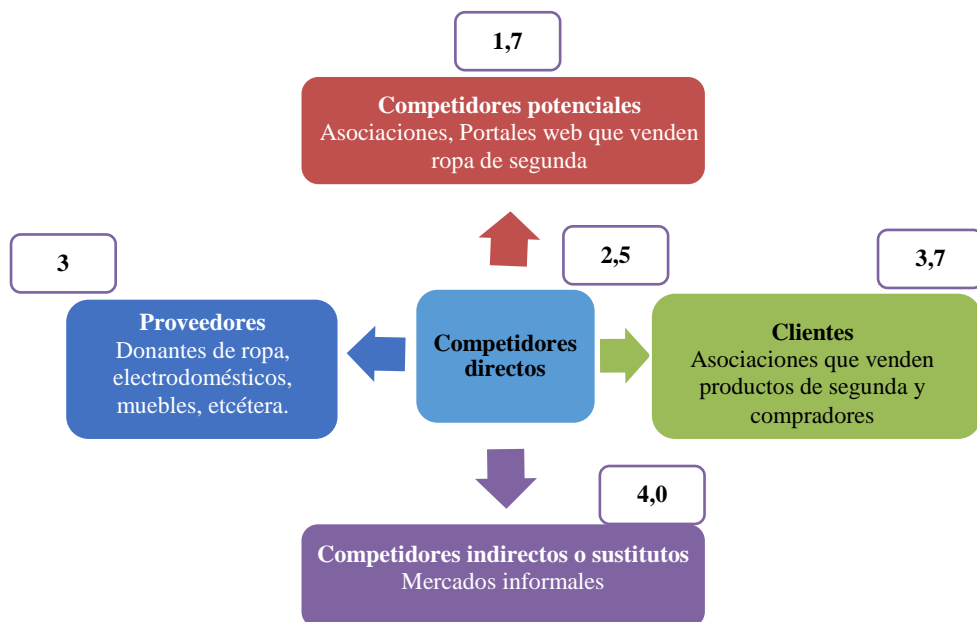 1,7
Competidores potenciales
Asociaciones, Portales web que venden
ropa de segunda
3
2,5
3,7
Proveedores
Donantes de ropa,
electrodomésticos,
muebles, etcétera.
Competidores
directos
Clientes
Asociaciones que venden
productos de segunda y
compradores
4,0
Competidores indirectos o sustitutos
Mercados informales